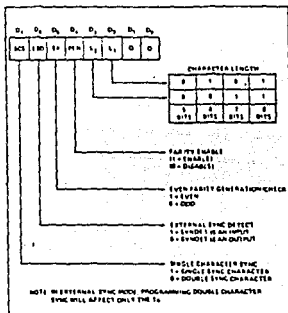 D₇ D₆ D₅ D₄ D₃ D₂ D₁ D₀
SCS ESD EP PEN L₂ L₁ 0 0
CHARACTER LENGTH
0 1 0 1
0 0 1 1
5 BITS 6 BITS 7 BITS 8 BITS
PARITY ENABLE
(1 = ENABLE)
(0 = DISABLE)
EVEN PARITY GENERATION/CHECK
1 = EVEN
0 = ODD
EXTERNAL SYNC DETECT
1 = SYNDET IS AN INPUT
0 = SYNDET IS AN OUTPUT
SINGLE CHARACTER SYNC
1 = SINGLE SYNC CHARACTER
0 = DOUBLE SYNC CHARACTER
NOTE: IN EXTERNAL SYNC MODE, PROGRAMMING DOUBLE CHARACTER
SYNC WILL AFFECT ONLY THE Tx.